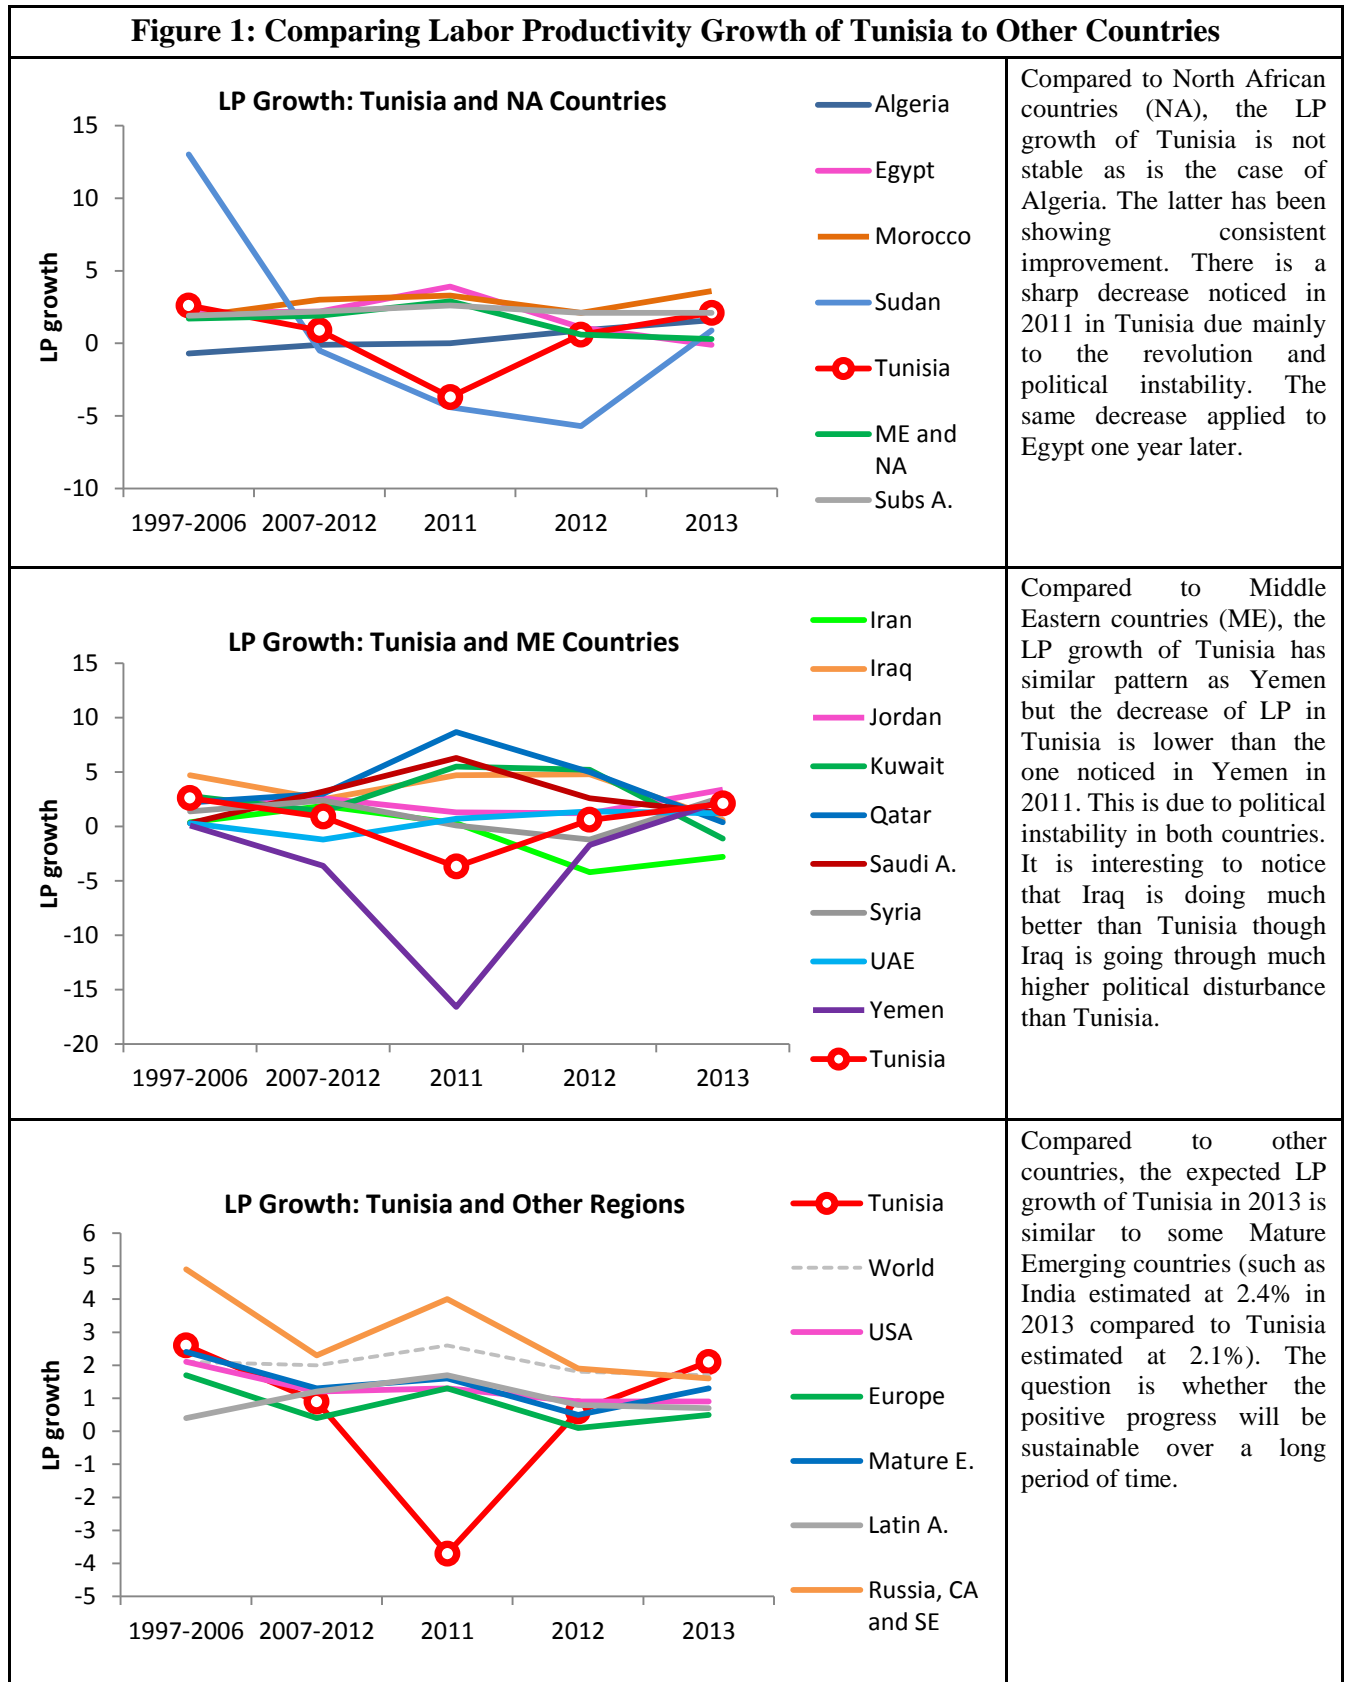 Figure 1: Comparing Labor Productivity Growth of Tunisia to Other Countries
LP Growth: Tunisia and NA Countries
LP growth
15
10
5
0
-5
-10
1997-2006 2007-2012 2011 2012 2013
Algeria
Egypt
Morocco
Sudan
Tunisia
ME and
NA
Subs A.
Compared to North African
countries (NA), the LP
growth of Tunisia is not
stable as is the case of
Algeria. The latter has been
showing consistent
improvement. There is a
sharp decrease noticed in
2011 in Tunisia due mainly
to the revolution and
political instability. The
same decrease applied to
Egypt one year later.
LP Growth: Tunisia and ME Countries
LP growth
15
10
5
0
-5
-10
-15
-20
1997-2006 2007-2012 2011 2012 2013
Iran
Iraq
Jordan
Kuwait
Qatar
Saudi A.
Syria
UAE
Yemen
Tunisia
Compared to Middle
Eastern countries (ME), the
LP growth of Tunisia has
similar pattern as Yemen
but the decrease of LP in
Tunisia is lower than the
one noticed in Yemen in
2011. This is due to political
instability in both countries.
It is interesting to notice
that Iraq is doing much
better than Tunisia though
Iraq is going through much
higher political disturbance
than Tunisia.
LP Growth: Tunisia and Other Regions
LP growth
6
5
4
3
2
1
0
-1
-2
-3
-4
-5
1997-2006 2007-2012 2011 2012 2013
Tunisia
World
USA
Europe
Mature E.
Latin A.
Russia, CA
and SE
Compared to other
countries, the expected LP
growth of Tunisia in 2013 is
similar to some Mature
Emerging countries (such as
India estimated at 2.4% in
2013 compared to Tunisia
estimated at 2.1%). The
question is whether the
positive progress will be
sustainable over a long
period of time.